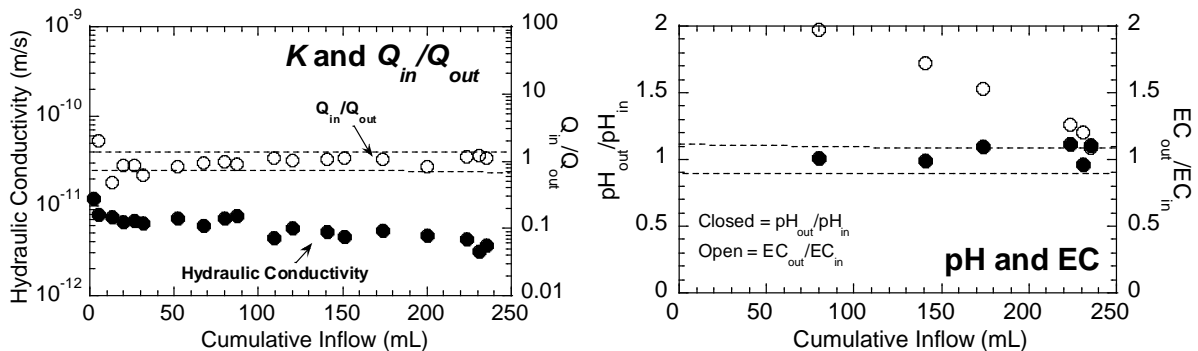 K and Q_in/Q_out
Hydraulic Conductivity (m/s)
10^-9
10^-10
10^-11
10^-12
Q_in/Q_out
Hydraulic Conductivity
100
10
1
0.1
0.01
Q_in/Q_out
0 50 100 150 200 250
Cumulative Inflow (mL)
pH_out/pH_in
2
1.5
1
0.5
0
Closed = pH_out/pH_in
Open = EC_out/EC_in
pH and EC
2
1.5
1
0.5
0
EC_out/EC_in
0 50 100 150 200 250
Cumulative Inflow (mL)